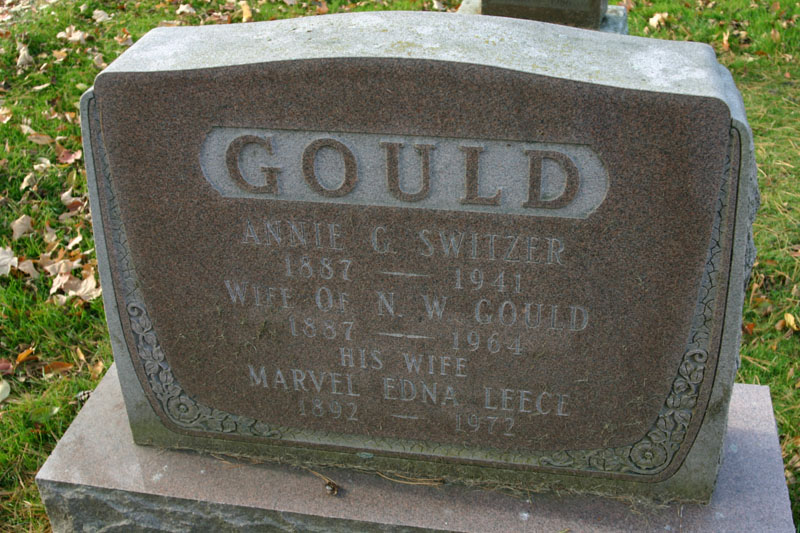 GOULD
ANNIE G. SWITZER
1887 — 1941
WIFE OF N. W. GOULD
1887 — 1964
HIS WIFE
MARVEL EDNA LEECE
1892 — 1972